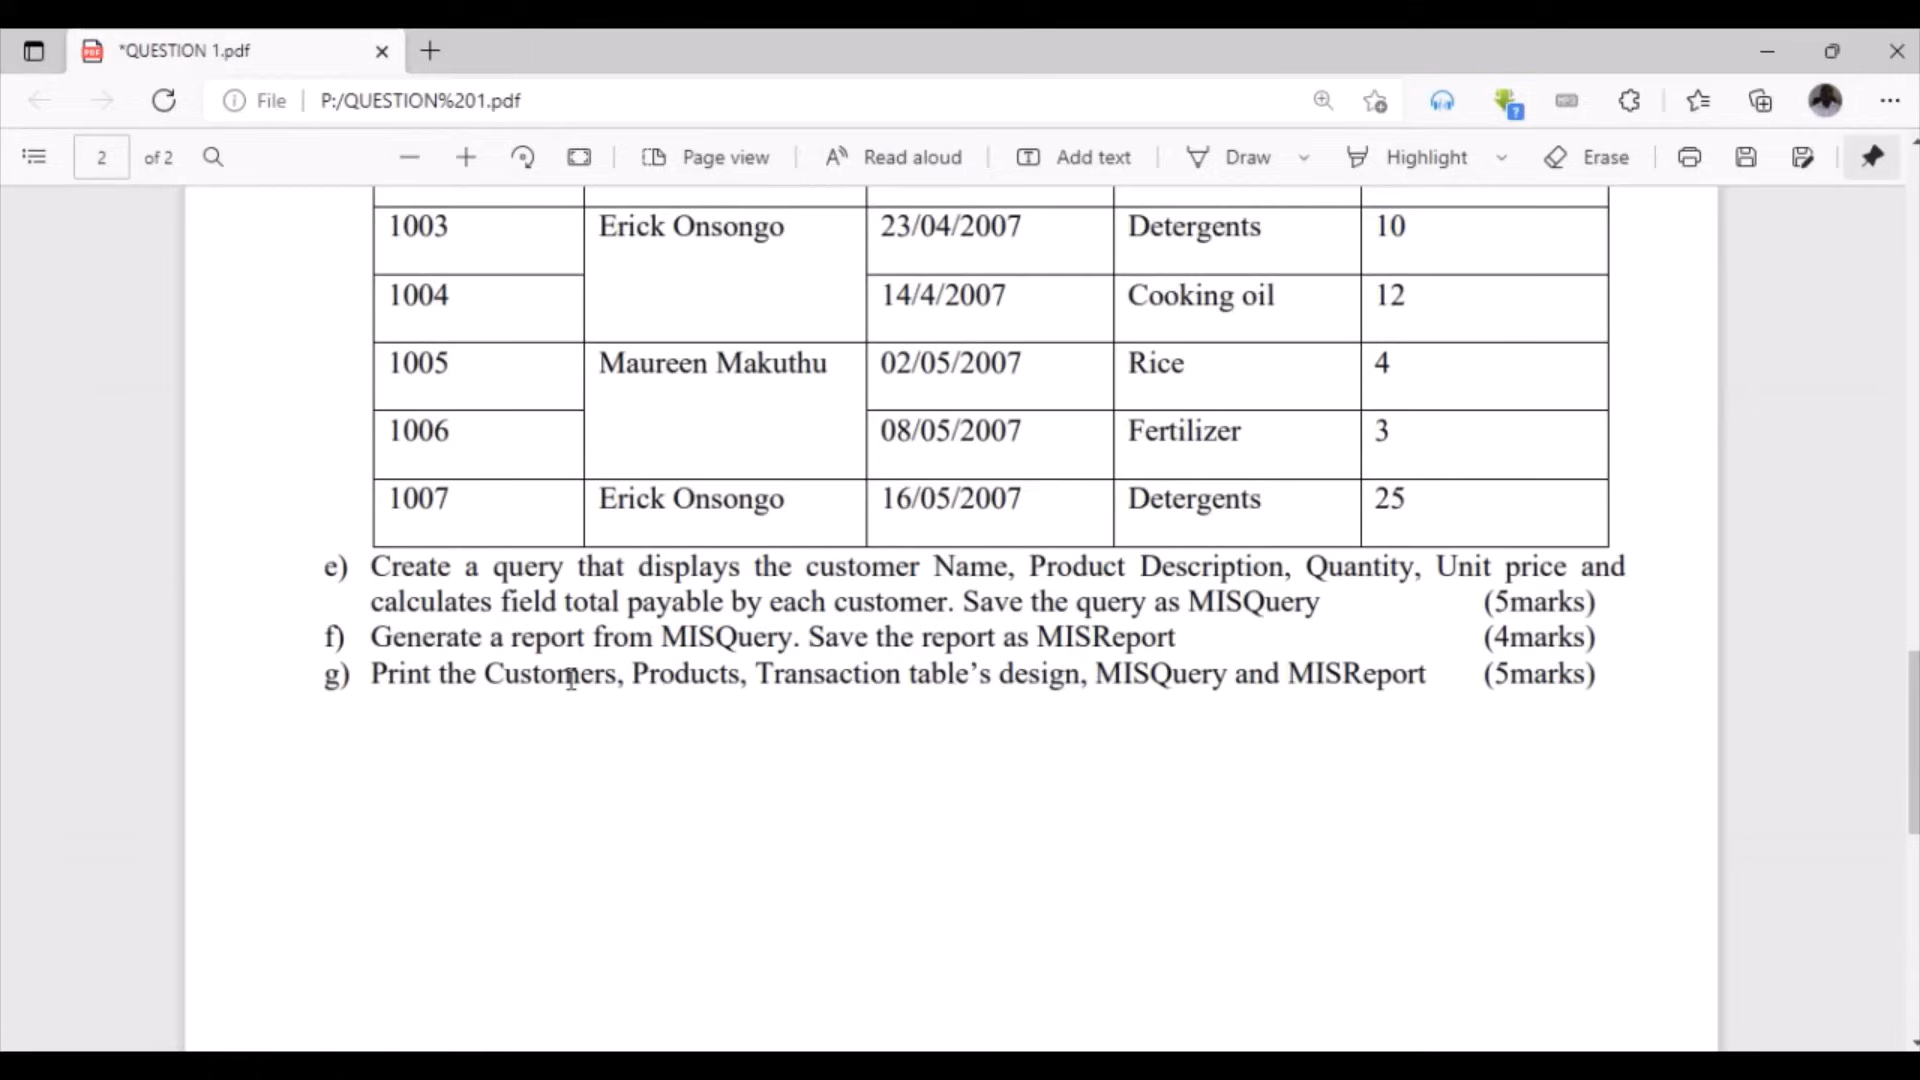 *QUESTION 1.pdf
File P:/QUESTION%201.pdf
2 of 2 Page view Read aloud Add text Draw Highlight Erase
1003 Erick Onsongo 23/04/2007 Detergents 10
1004 14/4/2007 Cooking oil 12
1005 Maureen Makuthu 02/05/2007 Rice 4
1006 08/05/2007 Fertilizer 3
1007 Erick Onsongo 16/05/2007 Detergents 25
e) Create a query that displays the customer Name, Product Description, Quantity, Unit price and
calculates field total payable by each customer. Save the query as MISQuery (5marks)
f) Generate a report from MISQuery. Save the report as MISReport (4marks)
g) Print the Customers, Products, Transaction table’s design, MISQuery and MISReport (5marks)